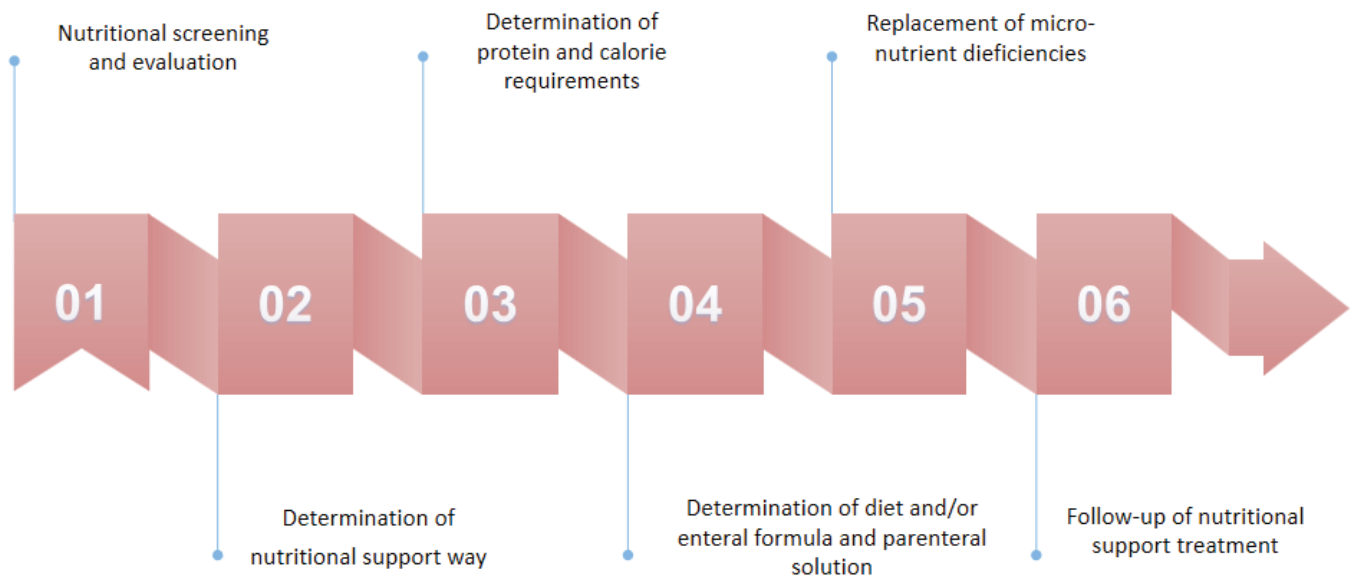 Nutritional screening
and evaluation
Determination of
protein and calorie
requirements
Replacement of micro-
nutrient dieficiencies
01
02
03
04
05
06
Determination of
nutritional support way
Determination of diet and/or
enteral formula and parenteral
solution
Follow-up of nutritional
support treatment